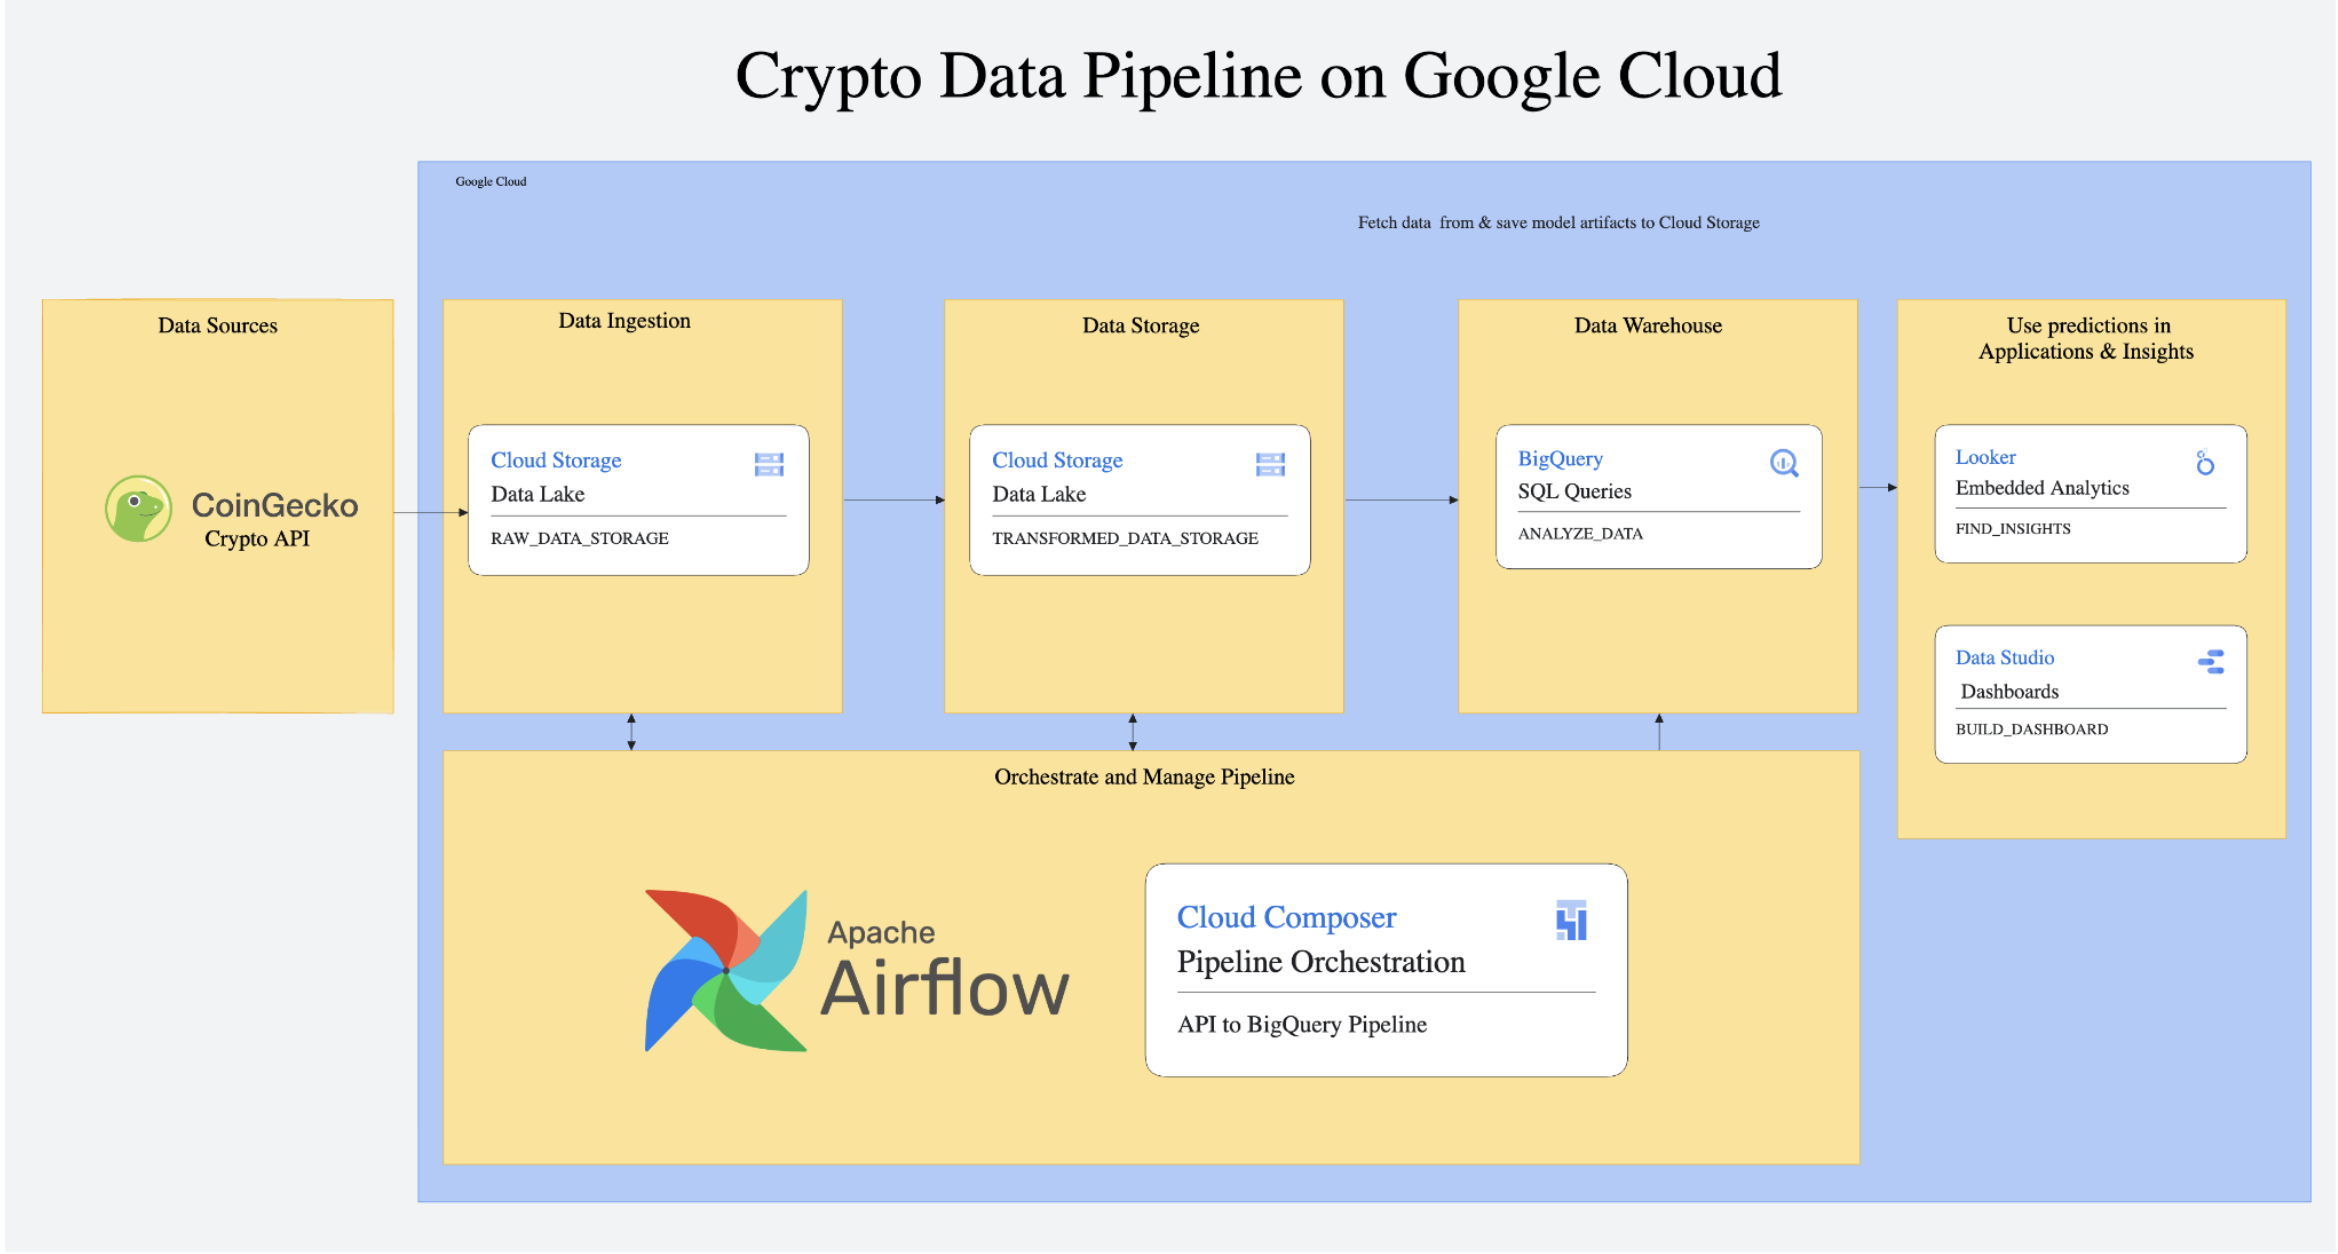 Crypto Data Pipeline on Google Cloud
Google Cloud
Fetch data  from & save model artifacts to Cloud Storage
Data Sources
CoinGecko
Crypto API
Data Ingestion
Cloud Storage
Data Lake
RAW_DATA_STORAGE
Data Storage
Cloud Storage
Data Lake
TRANSFORMED_DATA_STORAGE
Data Warehouse
BigQuery
SQL Queries
ANALYZE_DATA
Use predictions in
Applications & Insights
Looker
Embedded Analytics
FIND_INSIGHTS
Data Studio
Dashboards
BUILD_DASHBOARD
Orchestrate and Manage Pipeline
Apache
Airflow
Cloud Composer
Pipeline Orchestration
API to BigQuery Pipeline